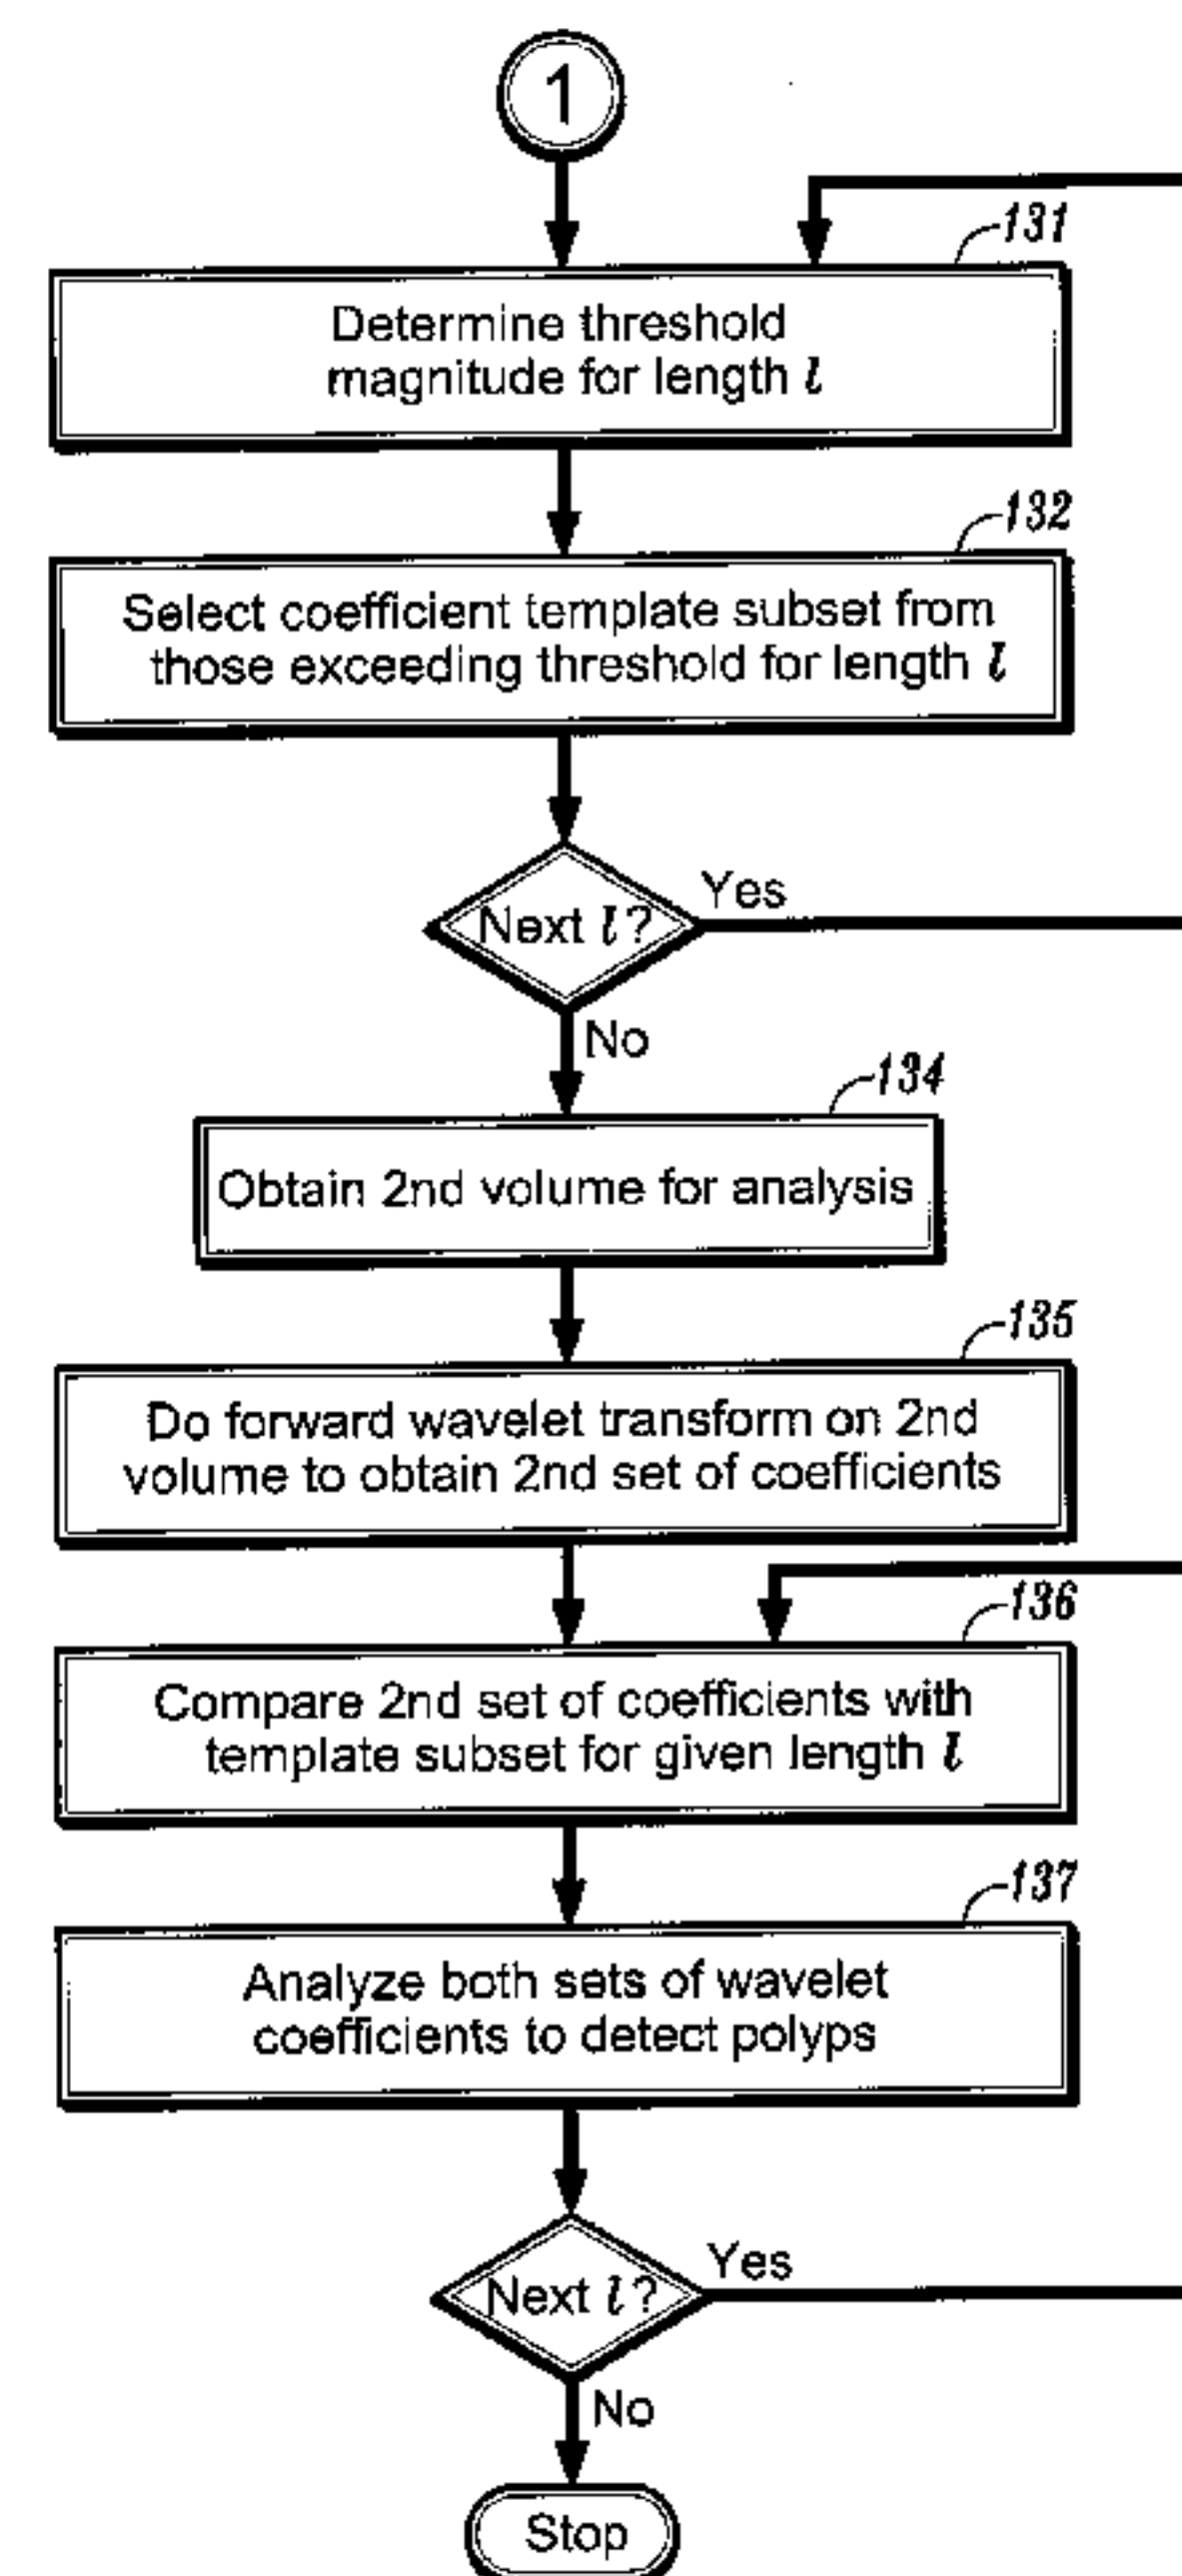 1
131
Determine threshold
magnitude for length l
132
Select coefficient template subset from
those exceeding threshold for length l
Next l?
Yes
No
134
Obtain 2nd volume for analysis
135
Do forward wavelet transform on 2nd
volume to obtain 2nd set of coefficients
136
Compare 2nd set of coefficients with
template subset for given length l
137
Analyze both sets of wavelet
coefficients to detect polyps
Next l?
Yes
No
Stop